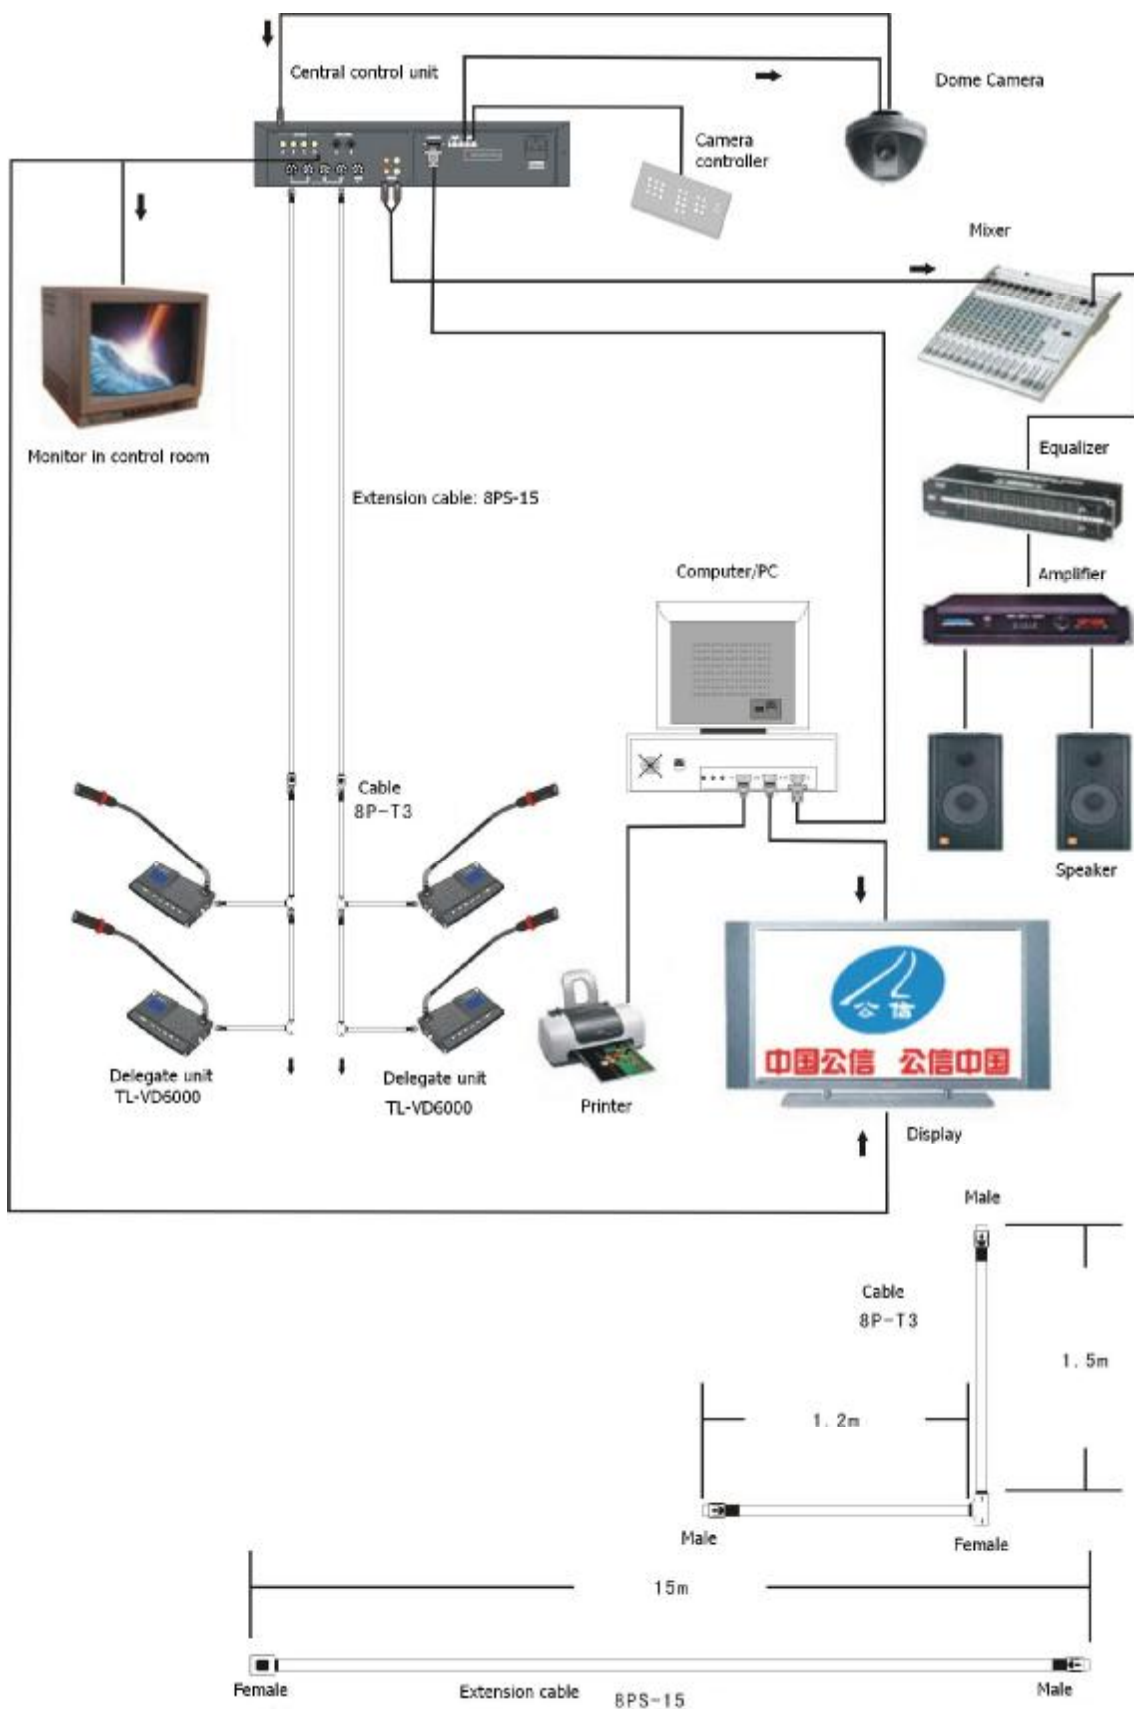 Central control unit
Dome Camera
Camera
controller
Mixer
Monitor in control room
Equalizer
Extension cable: 8PS-15
Computer/PC
Amplifier
Cable
8P-T3
Speaker
公信
中国公信 公信中国
Delegate unit
TL-VD6000
Delegate unit
TL-VD6000
Printer
Display
Male
Cable
8P-T3
1.5m
1.2m
Male
Female
15m
Female
Extension cable 8PS-15
Male